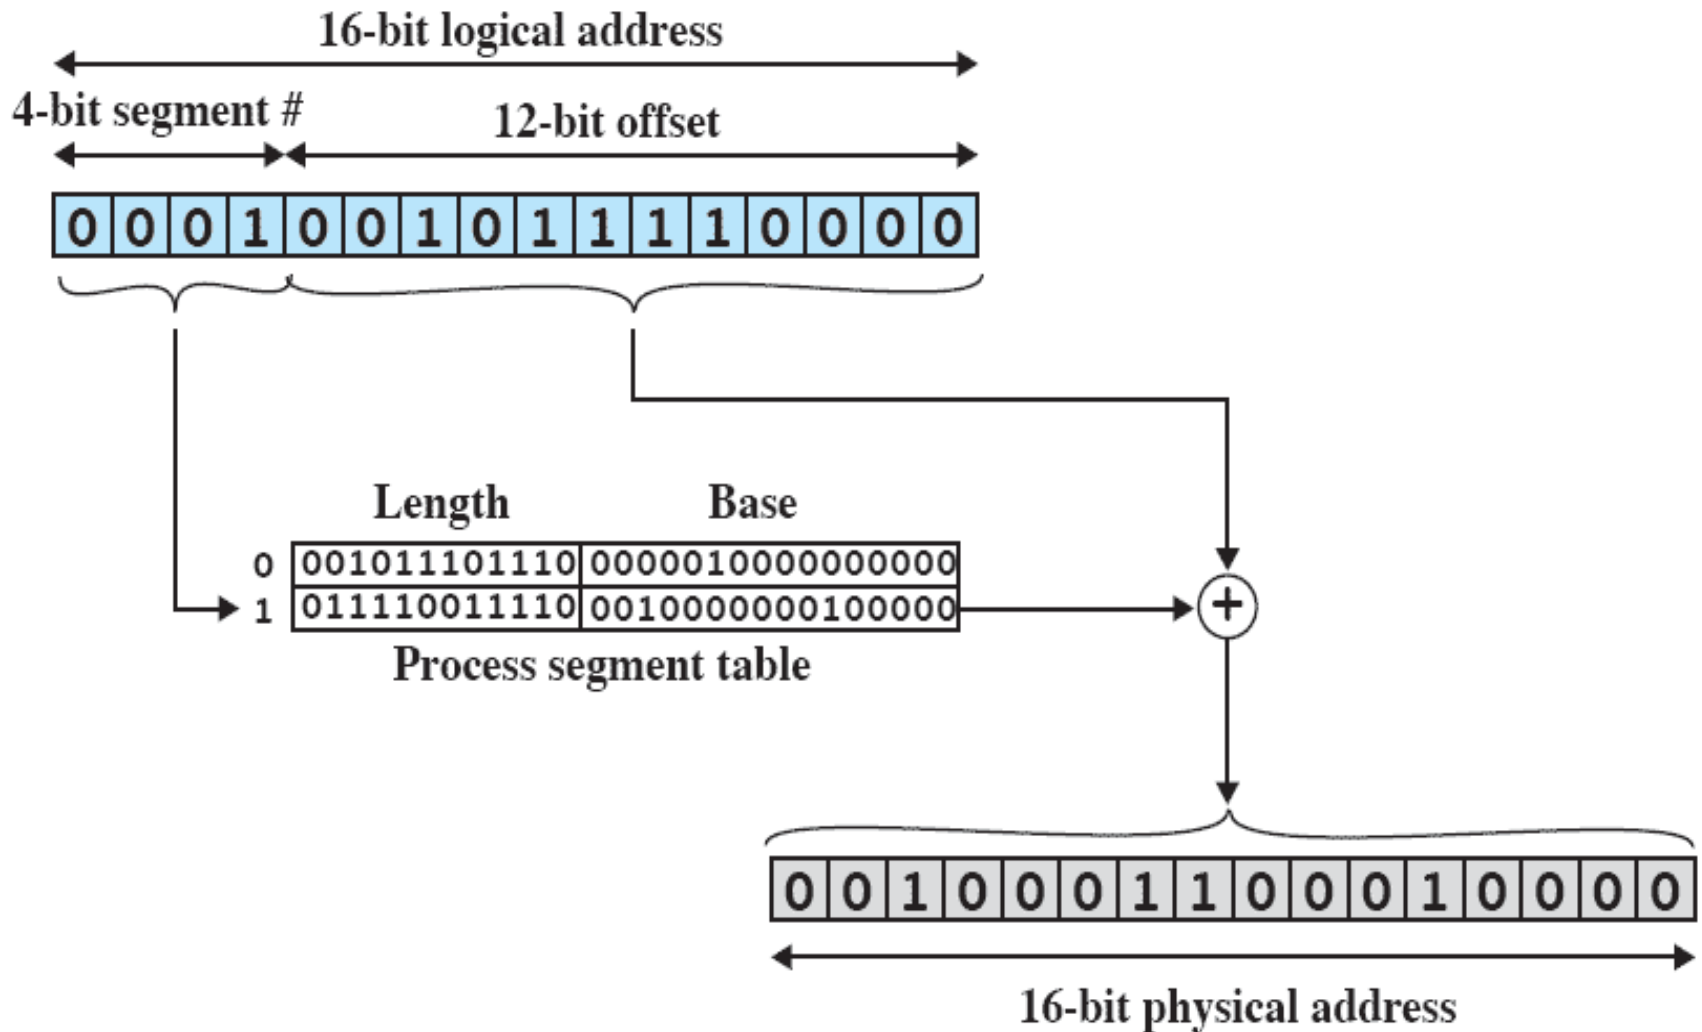 16-bit logical address
4-bit segment #
12-bit offset
0 0 0 1 0 0 1 0 1 1 1 1 0 0 0 0
Length Base
0 001011101110 0000010000000000
1 011110011110 0010000000100000
+
Process segment table
0 0 1 0 0 0 1 1 0 0 0 1 0 0 0 0
16-bit physical address